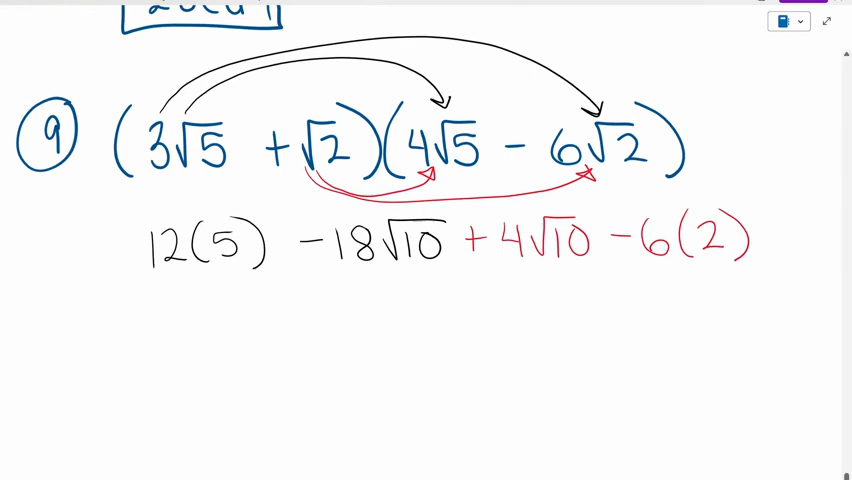 9 (3√5 + √2)(4√5 - 6√2)
12(5) - 18√10 + 4√10 - 6(2)